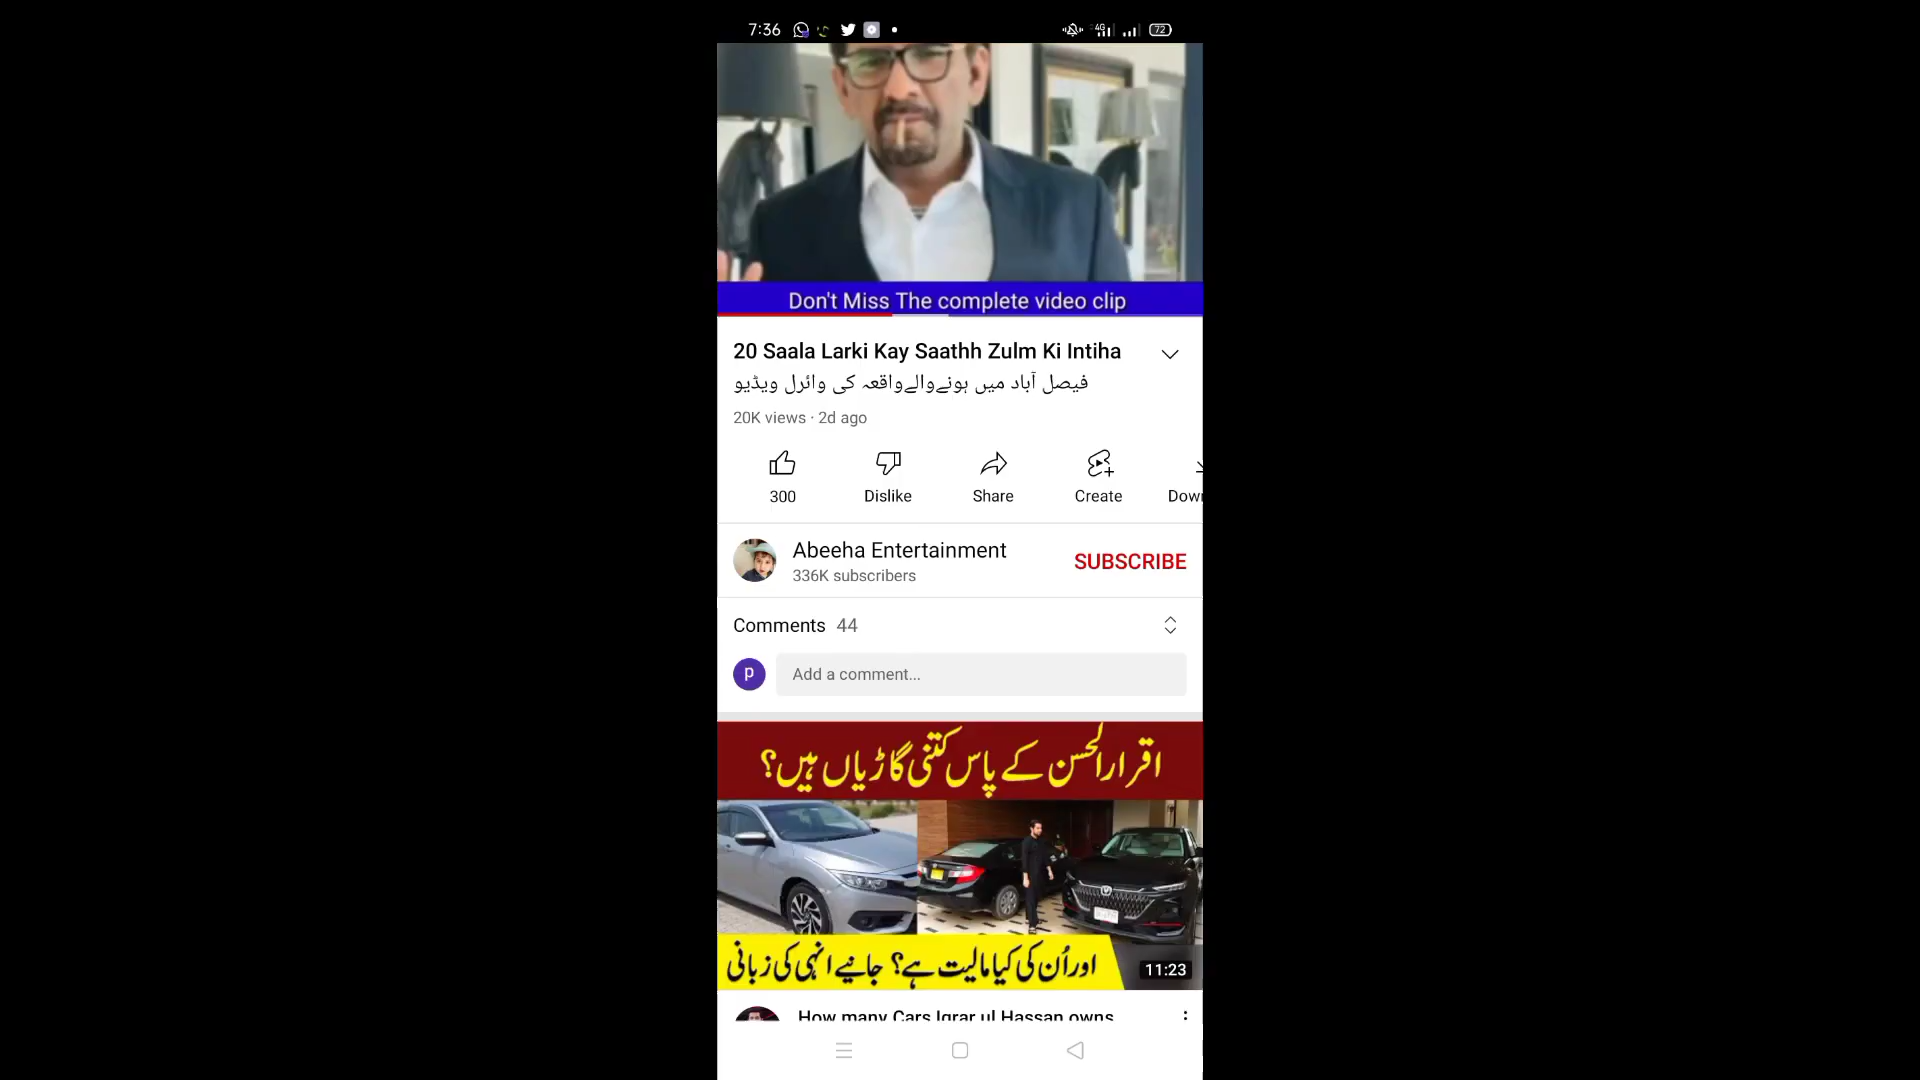 7:36
4G
72
Don't Miss The complete video clip
20 Saala Larki Kay Saathh Zulm Ki Intiha
فیصل آباد میں ہونےوالےواقعہ کی وائرل ویڈیو
20K views · 2d ago
300 Dislike Share Create
Abeeha Entertainment
SUBSCRIBE
336K subscribers
Comments 44
p
Add a comment...
اقرارالحسن کے پاس کتنی گاڑیاں ہیں؟
اور اُن کی کیا مالیت ہے؟ جانیے انہی کی زبانی
11:23
How many Cars Iqrar ul Hassan owns